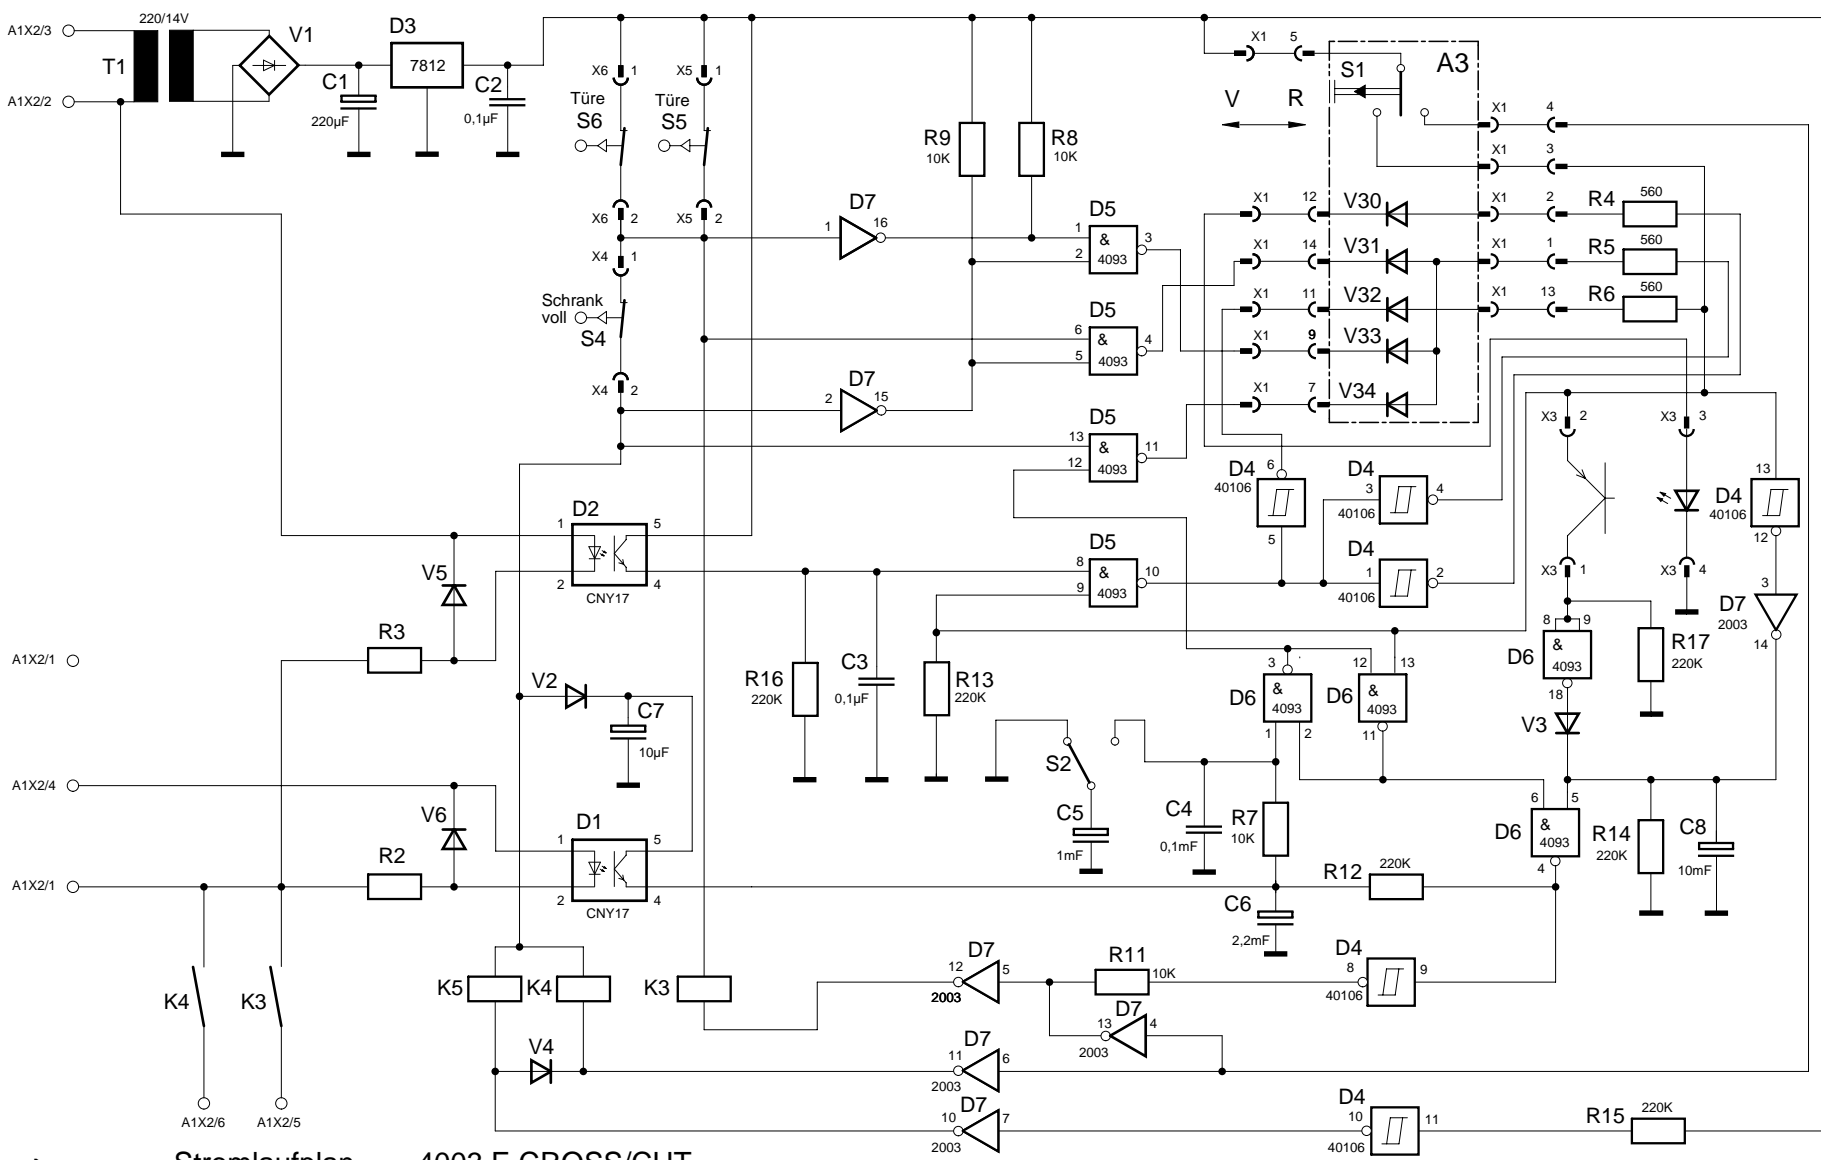 220/14V
A1X2/3
T1
V1
D3
7812
C1
220µF
C2
0,1µF
A1X2/2
X6 1
X5 1
Türe
S6
Türe
S5
X6 2
X5 2
X4 1
Schrank
voll
S4
X4 2
R9
10K
R8
10K
X1 5
A3
S1
V R
X1 4
X1 3
D7
1 16
D5
1
2
&
4093
3
X1 12
V30
X1 2
R4
560
X1 14
V31
X1 1
R5
560
X1 11
V32
X1 13
R6
560
D5
6
5
&
4093
4
X1 9
V33
X1 7
V34
D7
2 15
D5
13
12
&
4093
11
D4
40106
6
5
D4
3 4
40106
D4
1 2
40106
X3 2
X3 3
X3 1
X3 4
D4
40106
13
12
D7
2003
3
14
D2
1 5
2 4
CNY17
V5
R3
A1X2/1
D5
8
9
&
4093
10
R16
220K
C3
0,1µF
R13
220K
V2
C7
10µF
D6
3
&
4093
1 2
D6
12 13
&
4093
11
D6
8 9
&
4093
18
R17
220K
V3
S2
C5
1mF
C4
0,1mF
R7
10K
D6
6 5
&
4093
4
R14
220K
C8
10mF
A1X2/4
V6
D1
1 5
2 4
CNY17
A1X2/1
R2
R12
220K
C6
2,2mF
K4
K3
K5
K4
K3
D7
12 5
2003
R11
10K
D4
8 9
40106
D7
13 4
2003
V4
D7
11 6
2003
D7
10 7
2003
D4
10 11
40106
R15
220K
A1X2/6
A1X2/5
Stromlaufplan 4002 E CROSS/CUT